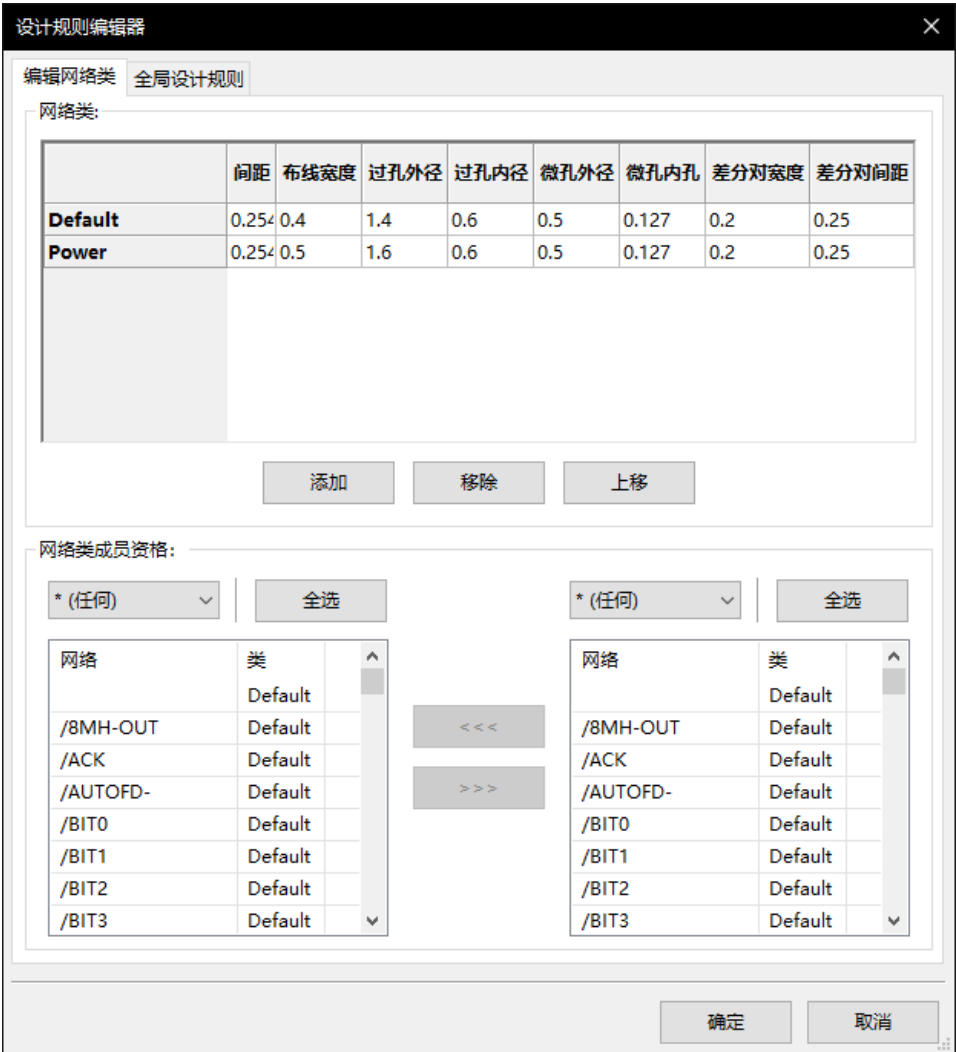 设计规则编辑器
编辑网络类 全局设计规则
网络类:
间距 布线宽度 过孔外径 过孔内径 微孔外径 微孔内孔 差分对宽度 差分对间距
Default 0.254 0.4 1.4 0.6 0.5 0.127 0.2 0.25
Power 0.254 0.5 1.6 0.6 0.5 0.127 0.2 0.25
添加 移除 上移
网络类成员资格:
* (任何) 全选 * (任何) 全选
网络 类 网络 类
Default Default
/8MH-OUT Default <<< /8MH-OUT Default
/ACK Default /ACK Default
/AUTOFD- Default >>> /AUTOFD- Default
/BIT0 Default /BIT0 Default
/BIT1 Default /BIT1 Default
/BIT2 Default /BIT2 Default
/BIT3 Default /BIT3 Default
确定 取消